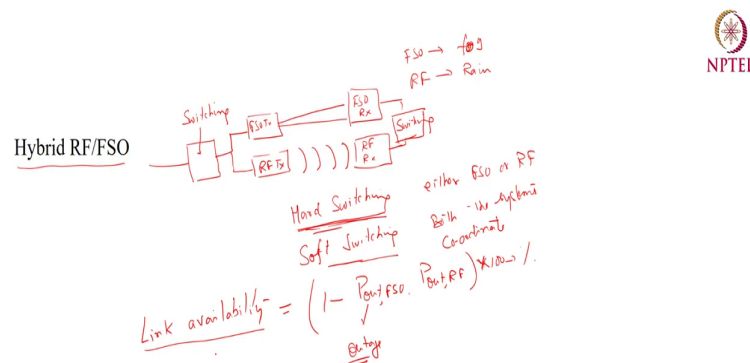 NPTEL
FSO → fog
RF → Rain
Switching
FSO Tx
FSO Rx
Switching
Hybrid RF/FSO
RF Tx
RF Rx
Hard Switching either FSO or RF
Soft Switching Both the systems
Coordinate
Link availability = (1 - Pout,FSO . Pout,RF) * 100 → %.
outage